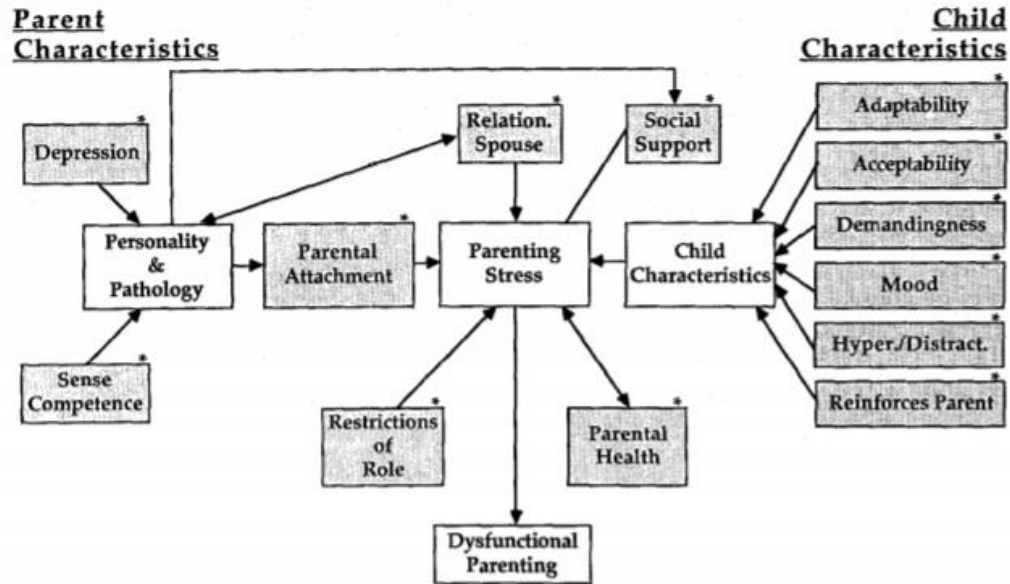 Parent
Characteristics
Child
Characteristics
*
Depression
*
Relation.
Spouse
*
Social
Support
*
Adaptability
*
Acceptability
*
Demandingness
*
Mood
*
Hyper./Distract.
*
Reinforces Parent
Personality
&
Pathology
*
Parental
Attachment
Parenting
Stress
Child
Characteristics
*
Sense
Competence
*
Restrictions
of
Role
*
Parental
Health
Dysfunctional
Parenting